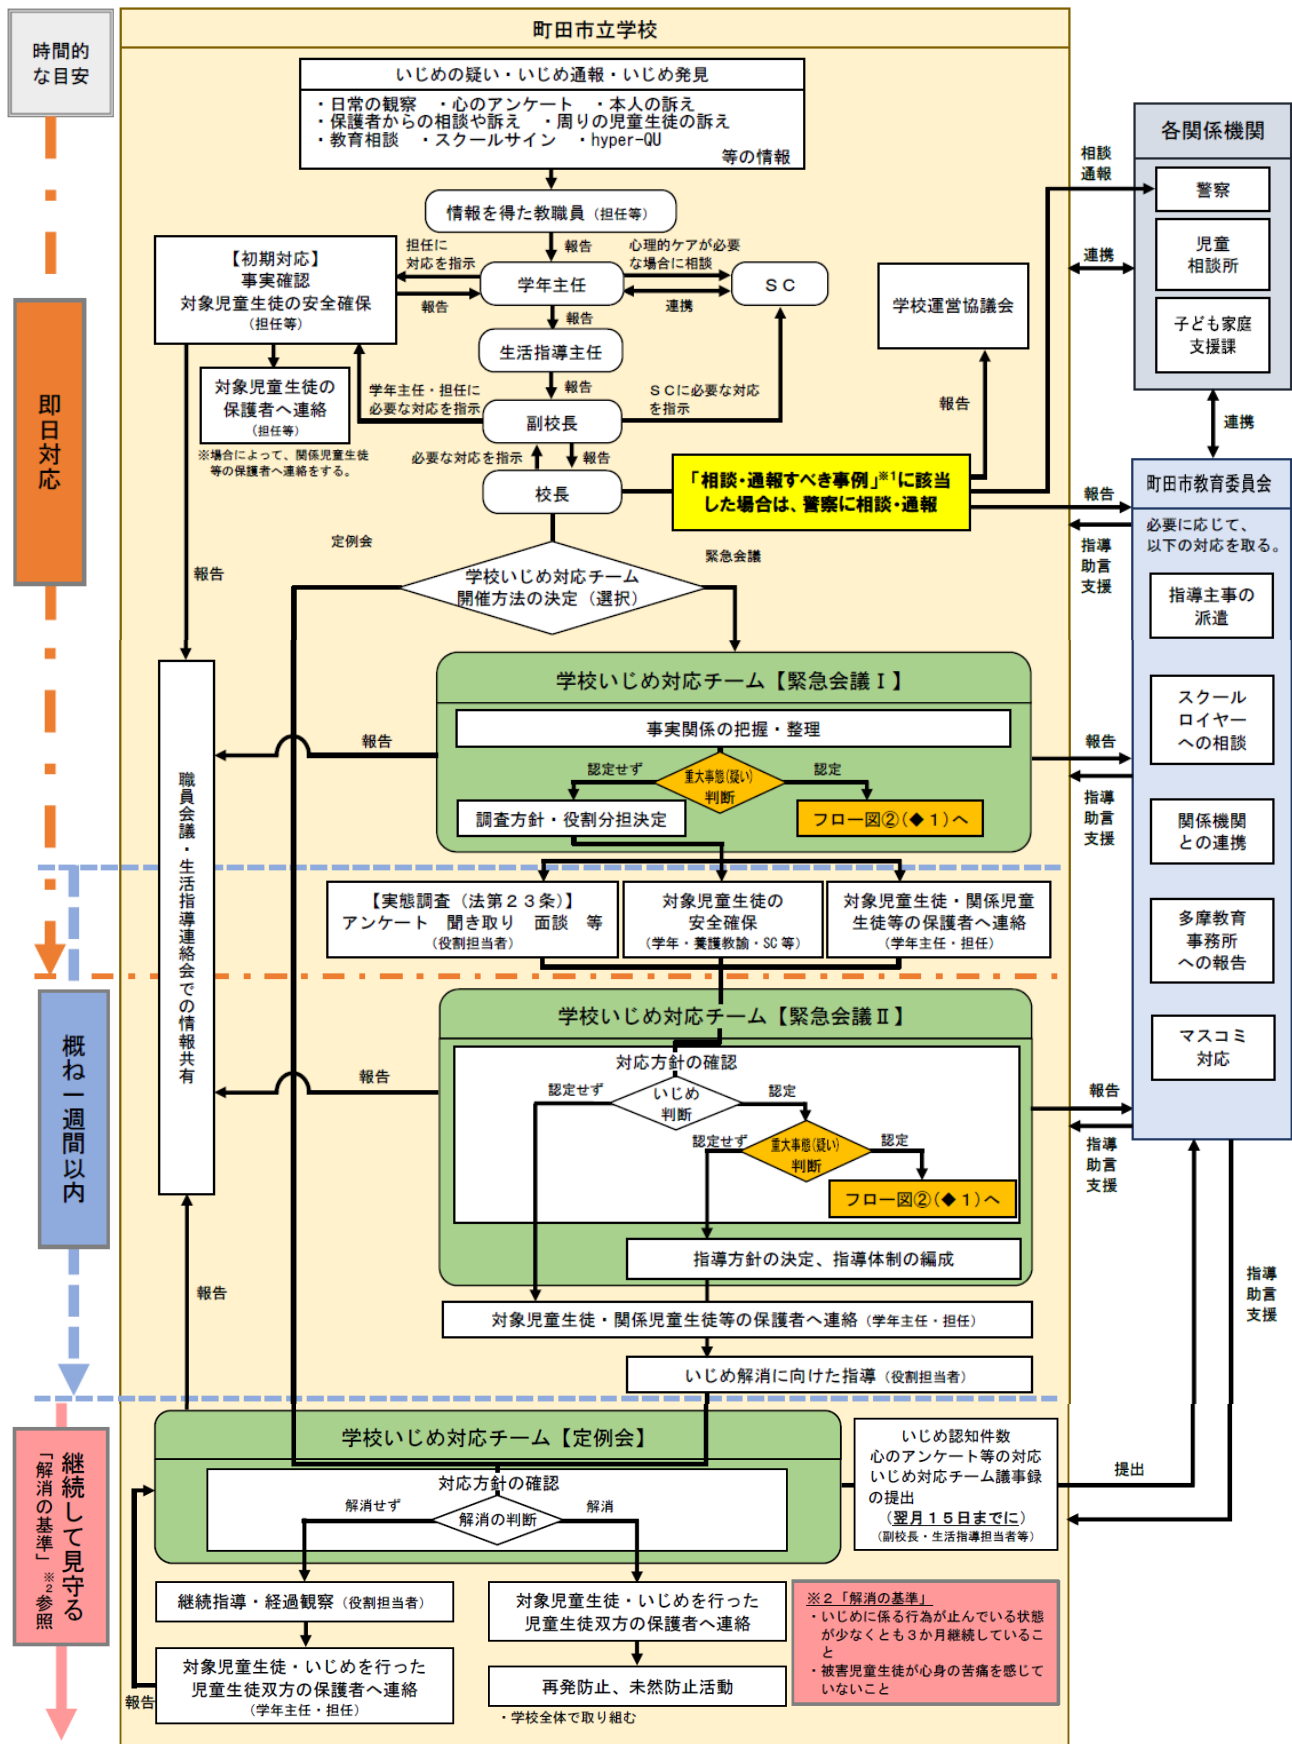 時間的
な目安
町田市立学校
いじめの疑い・いじめ通報・いじめ発見
・日常の観察　・心のアンケート　・本人の訴え
・保護者からの相談や訴え　・周りの児童生徒の訴え
・教育相談　・スクールサイン　・hyper-QU
等の情報
情報を得た教職員（担任等）
報告
担任に
対応を指示
心理的ケアが必要
な場合に相談
【初期対応】
事実確認
対象児童生徒の安全確保
（担任等）
学年主任
ＳＣ
報告
連携
報告
生活指導主任
報告
対象児童生徒の
保護者へ連絡
（担任等）
※場合によって、関係児童生徒
等の保護者へ連絡をする。
学年主任・担任に
必要な対応を指示
ＳＣに必要な対応
を指示
副校長
必要な対応を指示
報告
校長
「相談・通報すべき事例」※1に該当
した場合は、警察に相談・通報
学校運営協議会
報告
相談
通報
連携
各関係機関
警察
児童
相談所
子ども家庭
支援課
連携
即日対応
報告
指導
助言
支援
町田市教育委員会
必要に応じて、
以下の対応を取る。
指導主事の
派遣
スクール
ロイヤー
への相談
関係機関
との連携
多摩教育
事務所
への報告
マスコミ
対応
定例会
緊急会議
学校いじめ対応チーム
開催方法の決定（選択）
報告
学校いじめ対応チーム【緊急会議Ⅰ】
事実関係の把握・整理
認定せず
重大事態(疑い)
判断
認定
調査方針・役割分担決定
フロー図②(◆１)へ
報告
報告
指導
助言
支援
職員会議・生活指導連絡会での情報共有
【実態調査（法第２３条）】
アンケート　聞き取り　面談　等
（役割担当者）
対象児童生徒の
安全確保
（学年・養護教諭・SC 等）
対象児童生徒・関係児童
生徒等の保護者へ連絡
（学年主任・担任）
概ね一週間以内
学校いじめ対応チーム【緊急会議Ⅱ】
対応方針の確認
認定せず
いじめ
判断
認定
認定せず
重大事態(疑い)
判断
認定
フロー図②(◆１)へ
指導方針の決定、指導体制の編成
報告
報告
指導
助言
支援
対象児童生徒・関係児童生徒等の保護者へ連絡（学年主任・担任）
いじめ解消に向けた指導（役割担当者）
報告
指導
助言
支援
継続して見守る
「解消の基準」※2参照
学校いじめ対応チーム【定例会】
対応方針の確認
解消せず
解消の判断
解消
いじめ認知件数
心のアンケート等の対応
いじめ対応チーム議事録
の提出
（翌月１５日までに）
（副校長・生活指導担当者等）
提出
継続指導・経過観察（役割担当者）
対象児童生徒・いじめを行った
児童生徒双方の保護者へ連絡
（学年主任・担任）
報告
対象児童生徒・いじめを行った
児童生徒双方の保護者へ連絡
再発防止、未然防止活動
・学校全体で取り組む
※２「解消の基準」
・いじめに係る行為が止んでいる状態
が少なくとも３か月継続しているこ
と
・被害児童生徒が心身の苦痛を感じて
いないこと